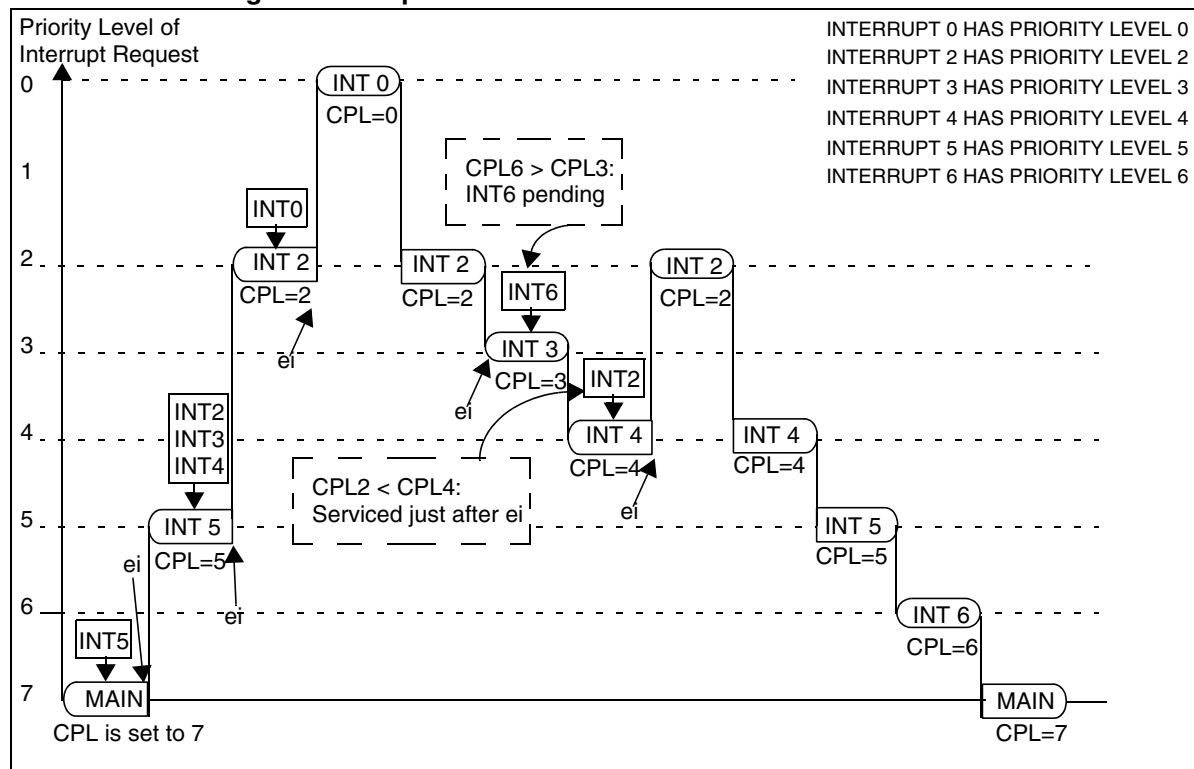 Priority Level of
Interrupt Request
INTERRUPT 0 HAS PRIORITY LEVEL 0
INTERRUPT 2 HAS PRIORITY LEVEL 2
INTERRUPT 3 HAS PRIORITY LEVEL 3
INTERRUPT 4 HAS PRIORITY LEVEL 4
INTERRUPT 5 HAS PRIORITY LEVEL 5
INTERRUPT 6 HAS PRIORITY LEVEL 6
0
INT 0
CPL=0
1
CPL6 > CPL3:
INT6 pending
INT0
2
INT 2
CPL=2
INT 2
CPL=2
INT 2
CPL=2
ei
INT6
3
INT 3
CPL=3
ei
INT2
INT2
INT3
INT4
4
INT 4
CPL=4
ei
INT 4
CPL=4
CPL2 < CPL4:
Serviced just after ei
5
INT 5
CPL=5
ei
ei
INT 5
CPL=5
6
INT 6
CPL=6
INT5
7
MAIN
CPL is set to 7
MAIN
CPL=7